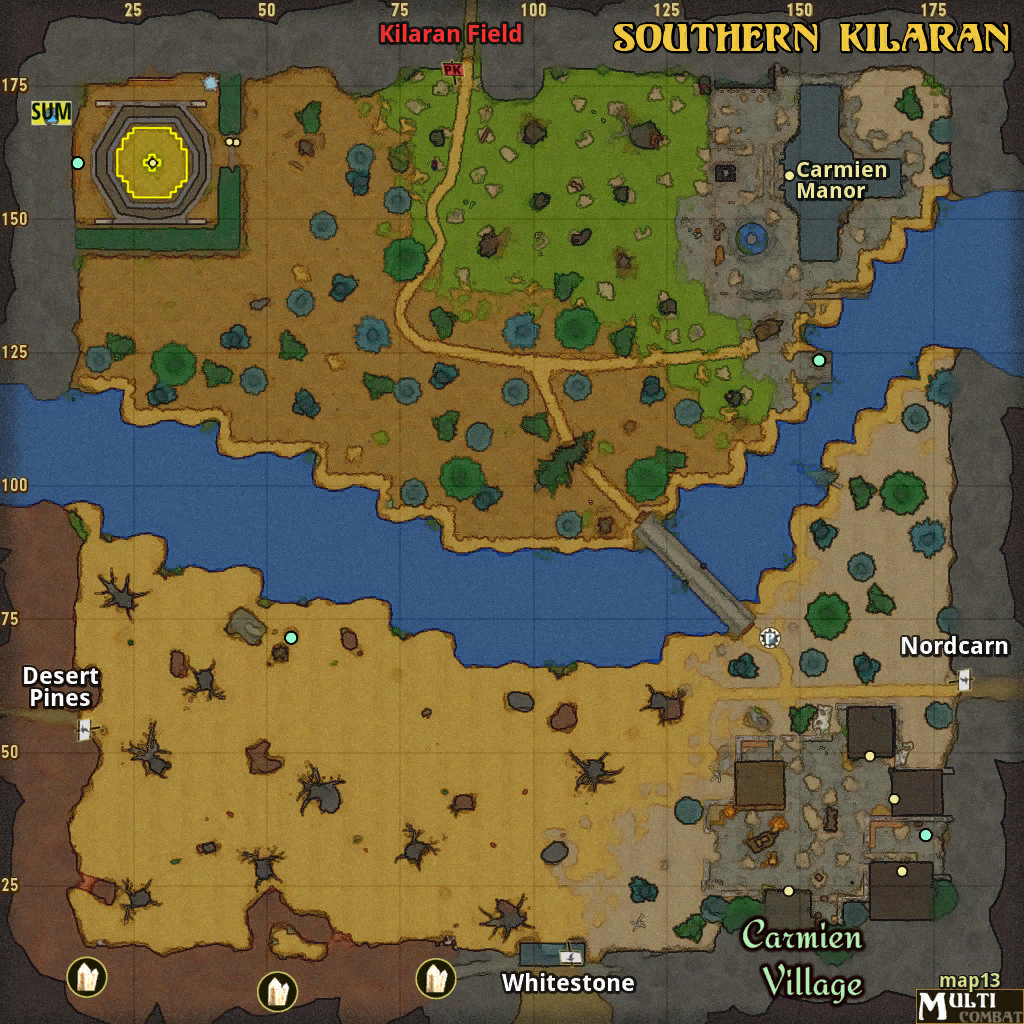 25 50 75 100 125 150 175
Kilaran Field
SOUTHERN KILARAN
PK
175
SUM
Carmien
Manor
150
125
100
75
P
Nordcarn
Desert
Pines
50
25
Carmien
Village
Whitestone
map13
MULTI
COMBAT